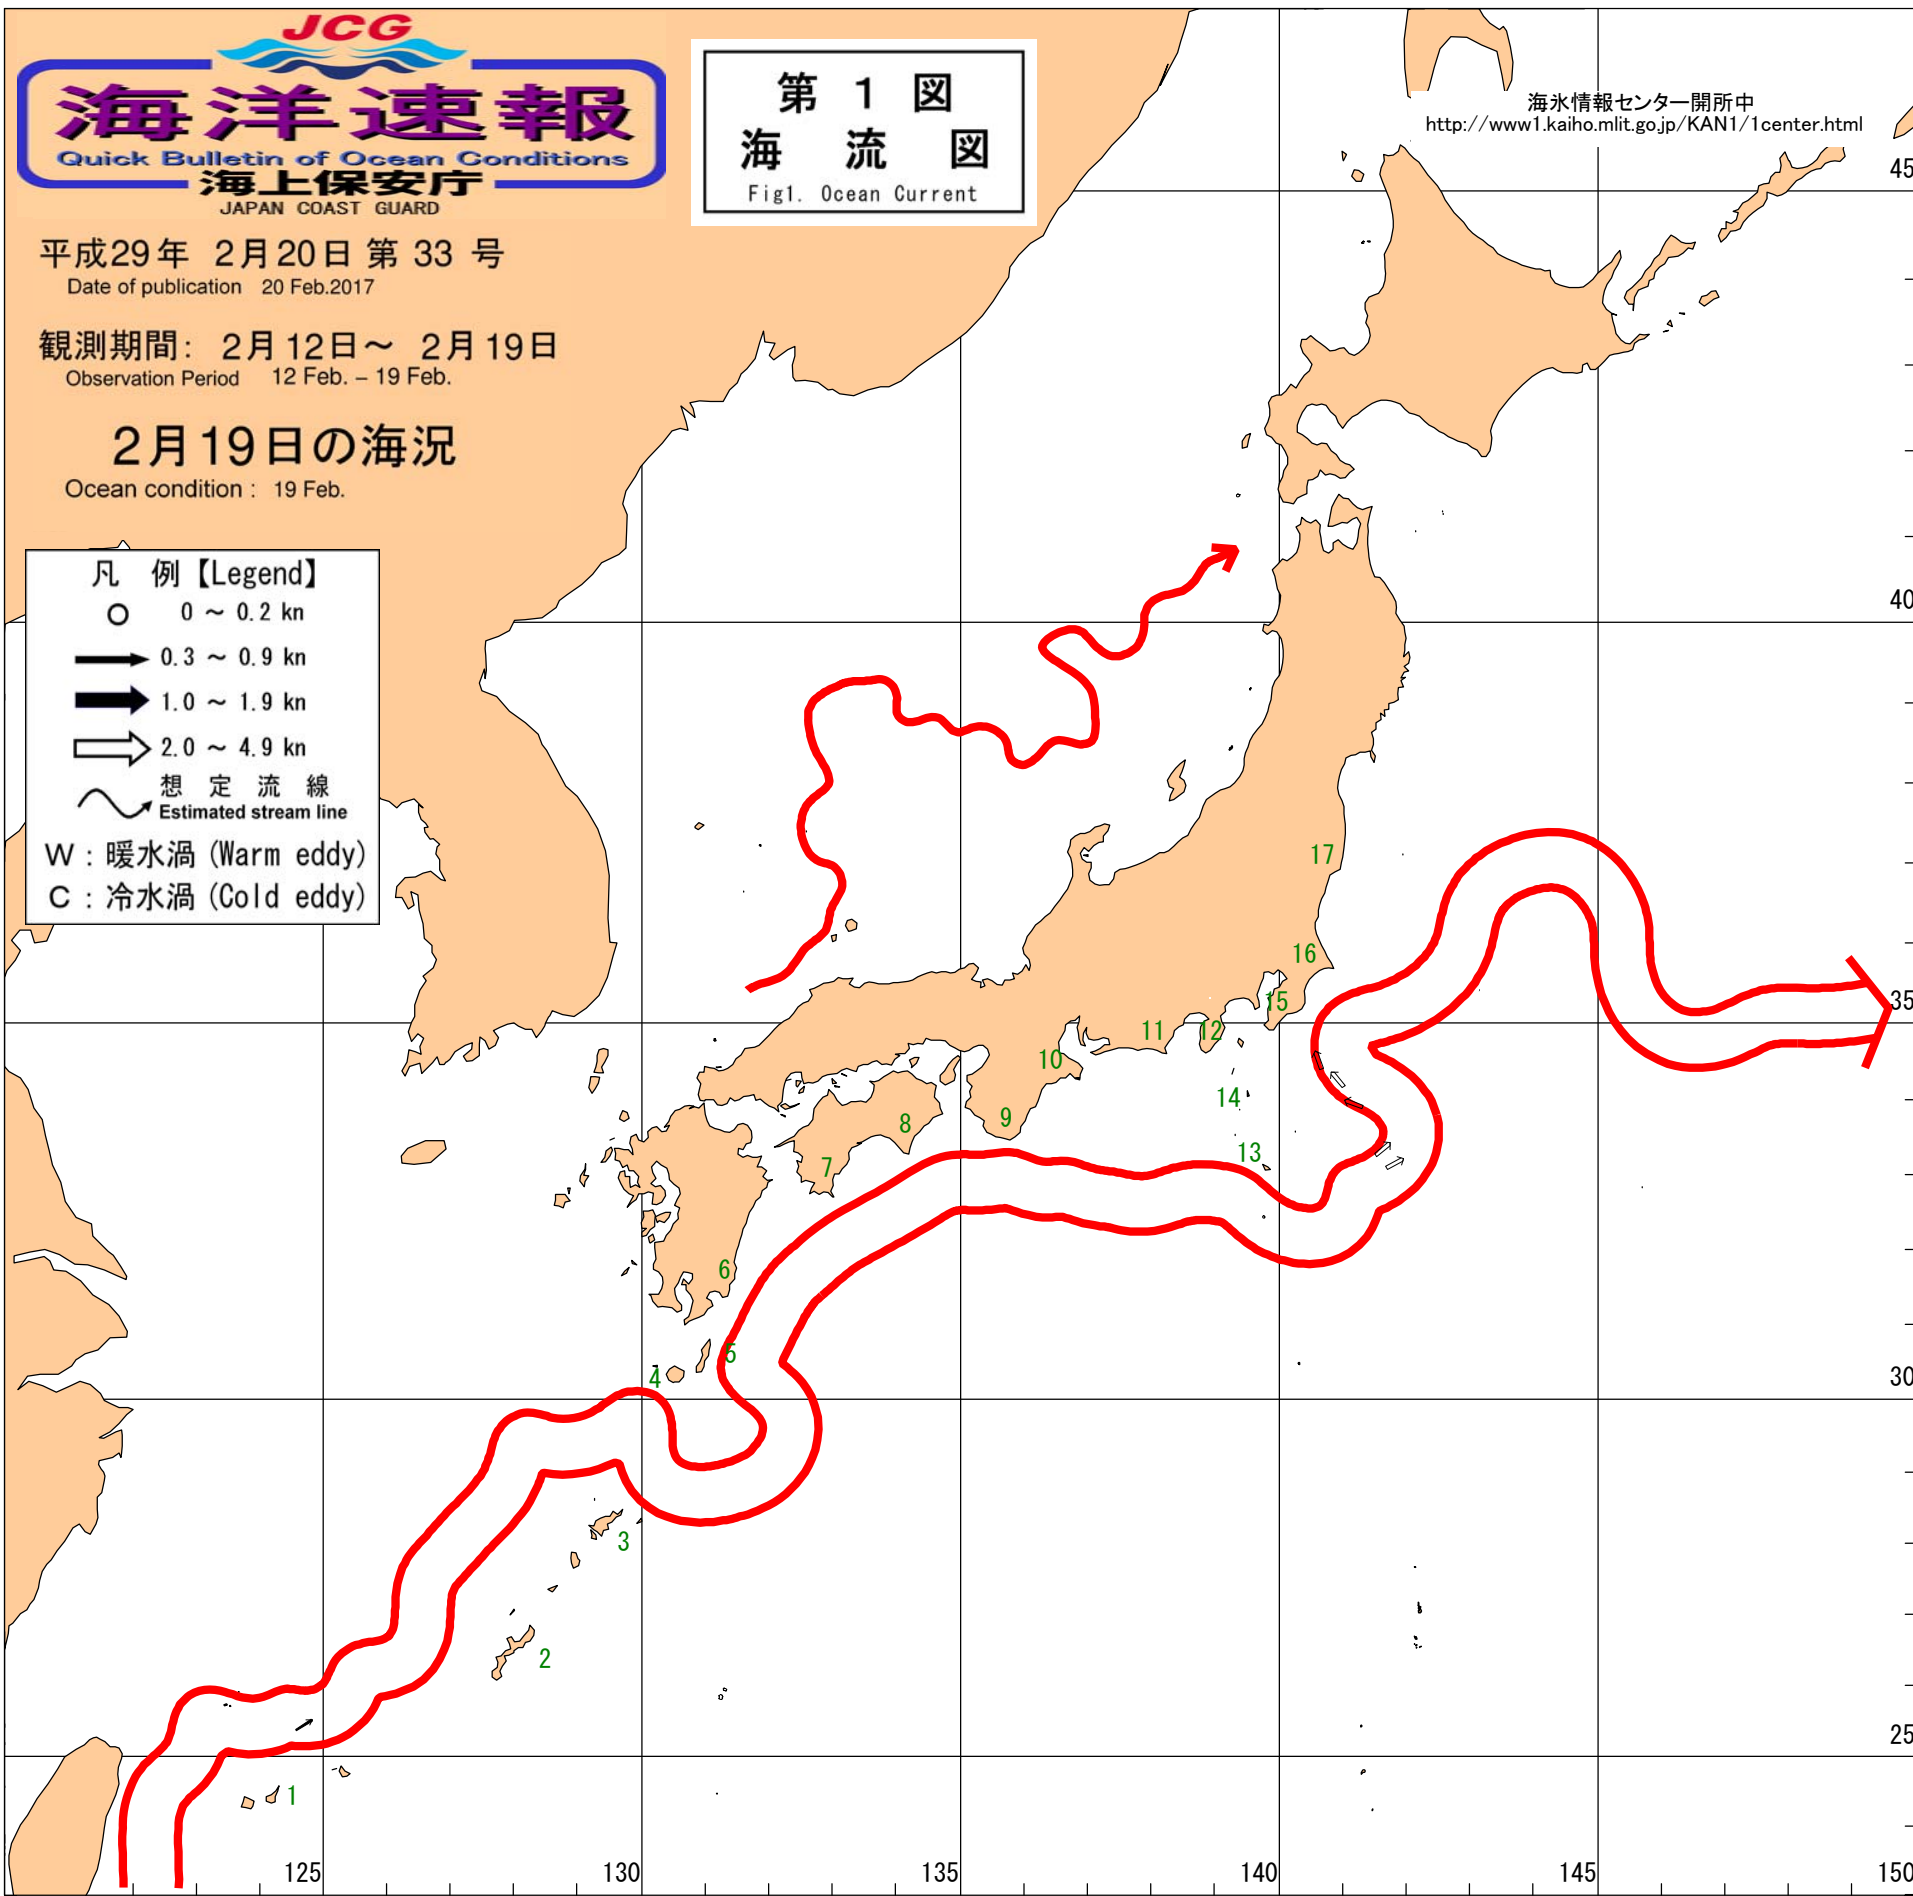 JCG
海洋速報
Quick Bulletin of Ocean Conditions
海上保安庁
JAPAN COAST GUARD
第 1 図
海 流 図
Fig1. Ocean Current
海氷情報センター開所中
http://www1.kaiho.mlit.go.jp/KAN1/1center.html
平成29年 2月20日 第 33 号
Date of publication 20 Feb.2017
観測期間: 2月12日～ 2月19日
Observation Period 12 Feb. – 19 Feb.
2月19日の海況
Ocean condition : 19 Feb.
凡 例【Legend】
0 ～ 0.2 kn
0.3 ～ 0.9 kn
1.0 ～ 1.9 kn
2.0 ～ 4.9 kn
想 定 流 線
Estimated stream line
W : 暖水渦 (Warm eddy)
C : 冷水渦 (Cold eddy)
45
40
35
30
25
17
16
15
12
11
10
14
9
8
13
7
6
5
4
3
2
1
125
130
135
140
145
150